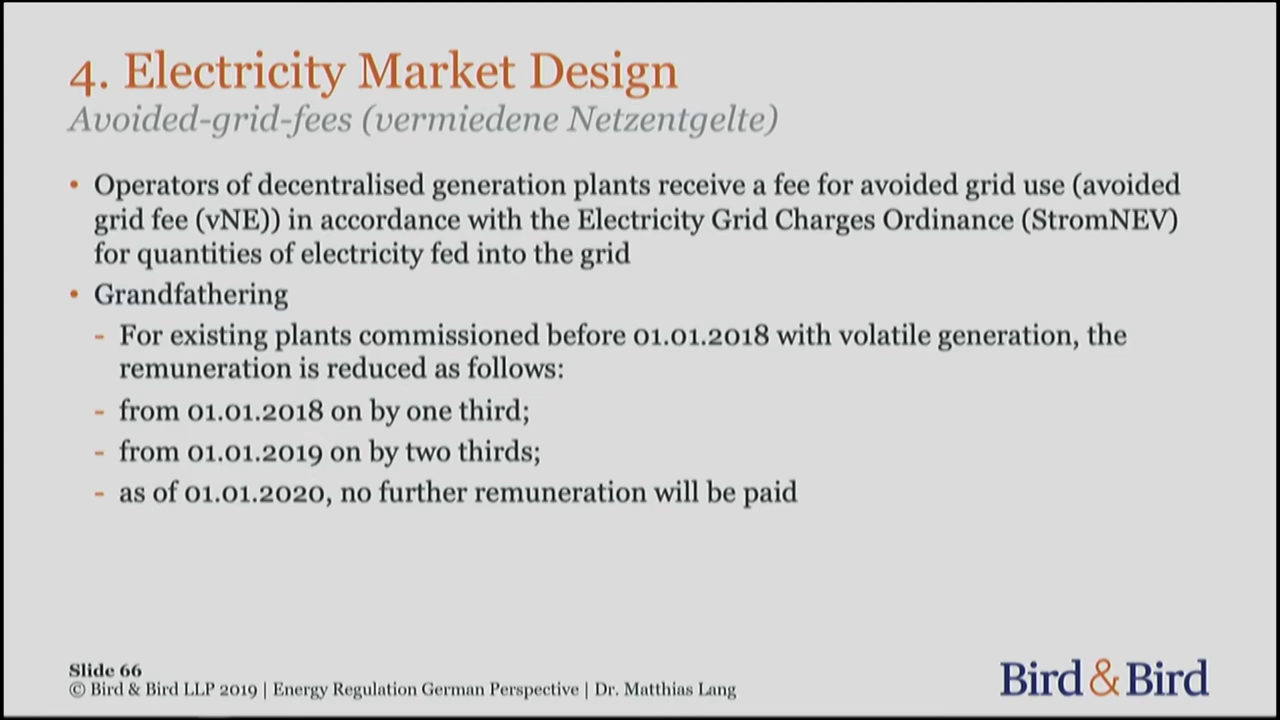 4. Electricity Market Design
Avoided-grid-fees (vermiedene Netzentgelte)
• Operators of decentralised generation plants receive a fee for avoided grid use (avoided
grid fee (vNE)) in accordance with the Electricity Grid Charges Ordinance (StromNEV)
for quantities of electricity fed into the grid
• Grandfathering
- For existing plants commissioned before 01.01.2018 with volatile generation, the
remuneration is reduced as follows:
- from 01.01.2018 on by one third;
- from 01.01.2019 on by two thirds;
- as of 01.01.2020, no further remuneration will be paid
Slide 66
© Bird & Bird LLP 2019 | Energy Regulation German Perspective | Dr. Matthias Lang
Bird & Bird